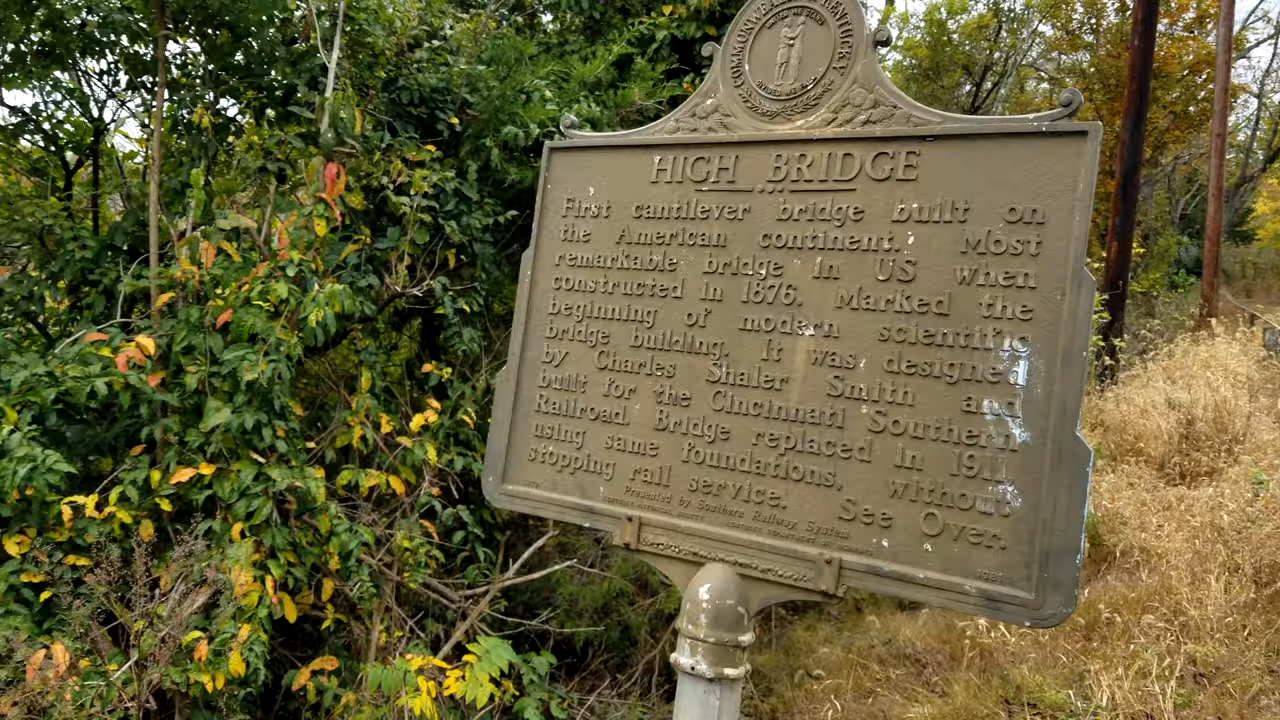 COMMONWEALTH OF KENTUCKY
UNITED WE STAND
DIVIDED WE FALL
HIGH BRIDGE
First cantilever bridge built on
the American continent. Most
remarkable bridge in US when
constructed in 1876. Marked the
beginning of modern scientific
bridge building. It was designed
by Charles Shaler Smith and
built for the Cincinnati Southern
Railroad. Bridge replaced in 1911,
using same foundations, without
stopping rail service. See Over.
Presented by Southern Railway System